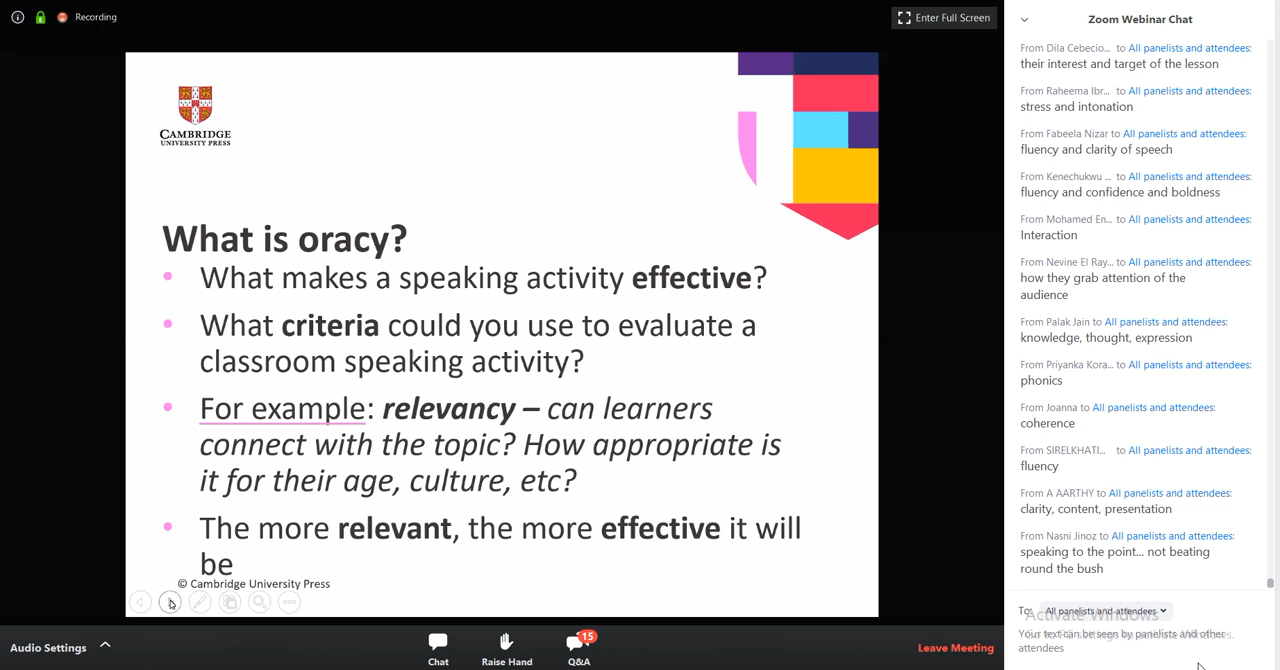 Recording
Enter Full Screen
CAMBRIDGE
UNIVERSITY PRESS
What is oracy?
• What makes a speaking activity effective?
• What criteria could you use to evaluate a
classroom speaking activity?
• For example: relevancy – can learners
connect with the topic? How appropriate is
it for their age, culture, etc?
• The more relevant, the more effective it will
be
© Cambridge University Press
Audio Settings
Chat
Raise Hand
15
Q&A
Leave Meeting
Zoom Webinar Chat
From Dila Cebecio... to All panelists and attendees:
their interest and target of the lesson
From Raheema Ibr... to All panelists and attendees:
stress and intonation
From Fabeela Nizar to All panelists and attendees:
fluency and clarity of speech
From Kenechukwu ... to All panelists and attendees:
fluency and confidence and boldness
From Mohamed En... to All panelists and attendees:
Interaction
From Nevine El Ray... to All panelists and attendees:
how they grab attention of the
audience
From Palak Jain to All panelists and attendees:
knowledge, thought, expression
From Priyanka Kora... to All panelists and attendees:
phonics
From Joanna to All panelists and attendees:
coherence
From SIRELKHATI... to All panelists and attendees:
fluency
From A AARTHY to All panelists and attendees:
clarity, content, presentation
From Nasni Jinoz to All panelists and attendees:
speaking to the point... not beating
round the bush
To: All panelists and attendees
Activate Windows
Your text can be seen by panelists and other
attendees